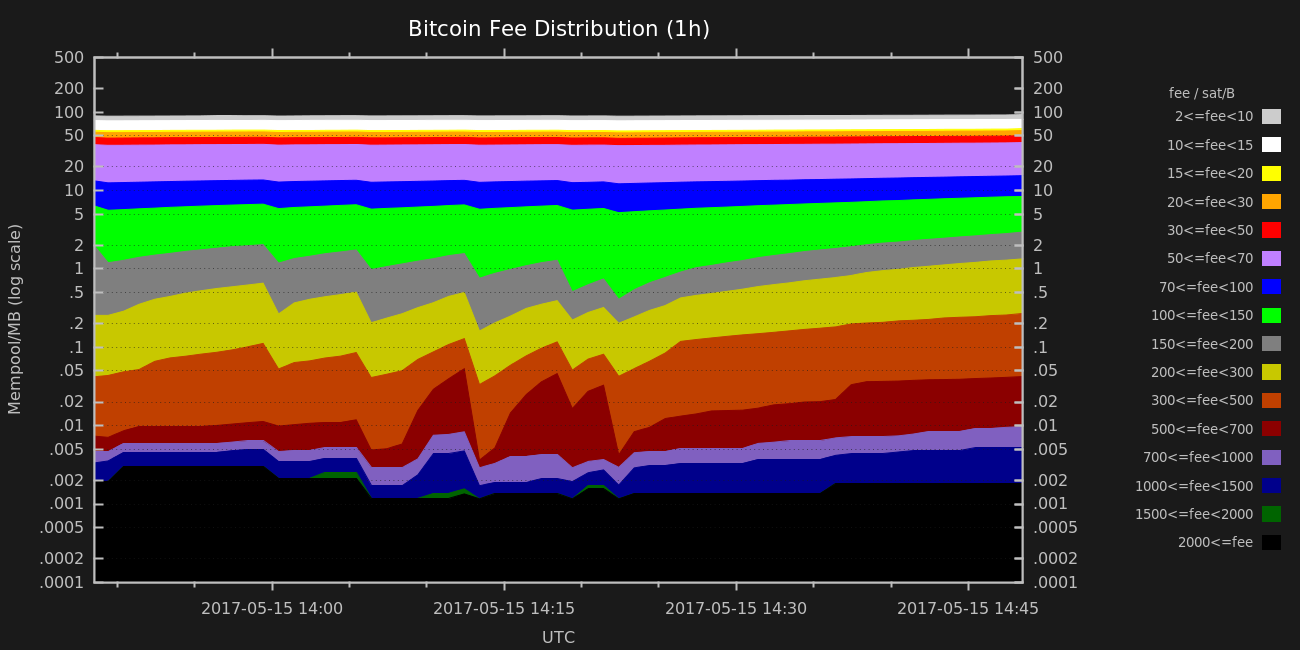 Bitcoin Fee Distribution (1h)
Mempool/MB (log scale)
500
200
100
50
20
10
5
2
1
.5
.2
.1
.05
.02
.01
.005
.002
.001
.0005
.0002
.0001
500
200
100
50
20
10
5
2
1
.5
.2
.1
.05
.02
.01
.005
.002
.001
.0005
.0002
.0001
2017-05-15 14:00 2017-05-15 14:15 2017-05-15 14:30 2017-05-15 14:45
UTC
fee / sat/B
2<=fee<10
10<=fee<15
15<=fee<20
20<=fee<30
30<=fee<50
50<=fee<70
70<=fee<100
100<=fee<150
150<=fee<200
200<=fee<300
300<=fee<500
500<=fee<700
700<=fee<1000
1000<=fee<1500
1500<=fee<2000
2000<=fee